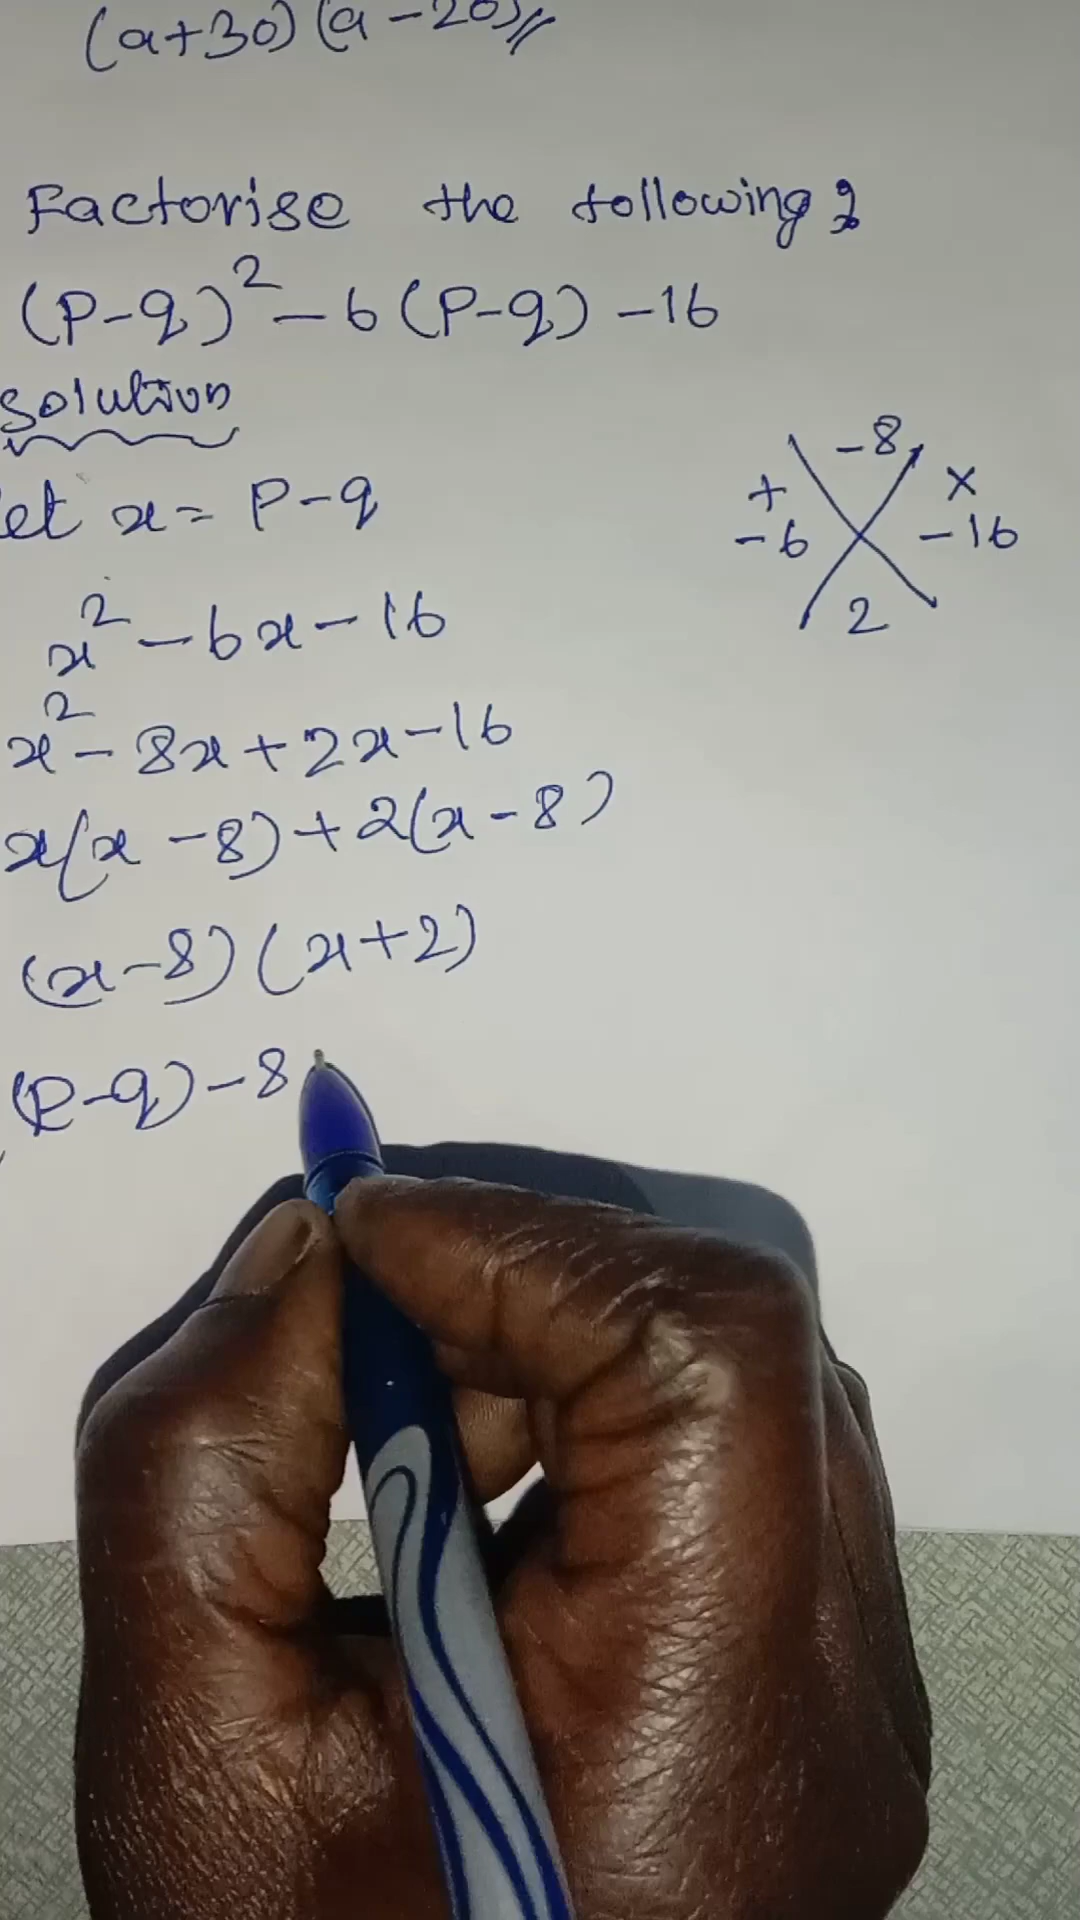 (a+30)(a-20)//
Factorise the following:
(P-q)² - 6(P-q) - 16
Solution
let x = P-q
x² - 6x - 16
x² - 8x + 2x - 16
x(x - 8) + 2(x - 8)
(x-8)(x+2)
(P-q) - 8
-8
+ ×
-6 -16
2